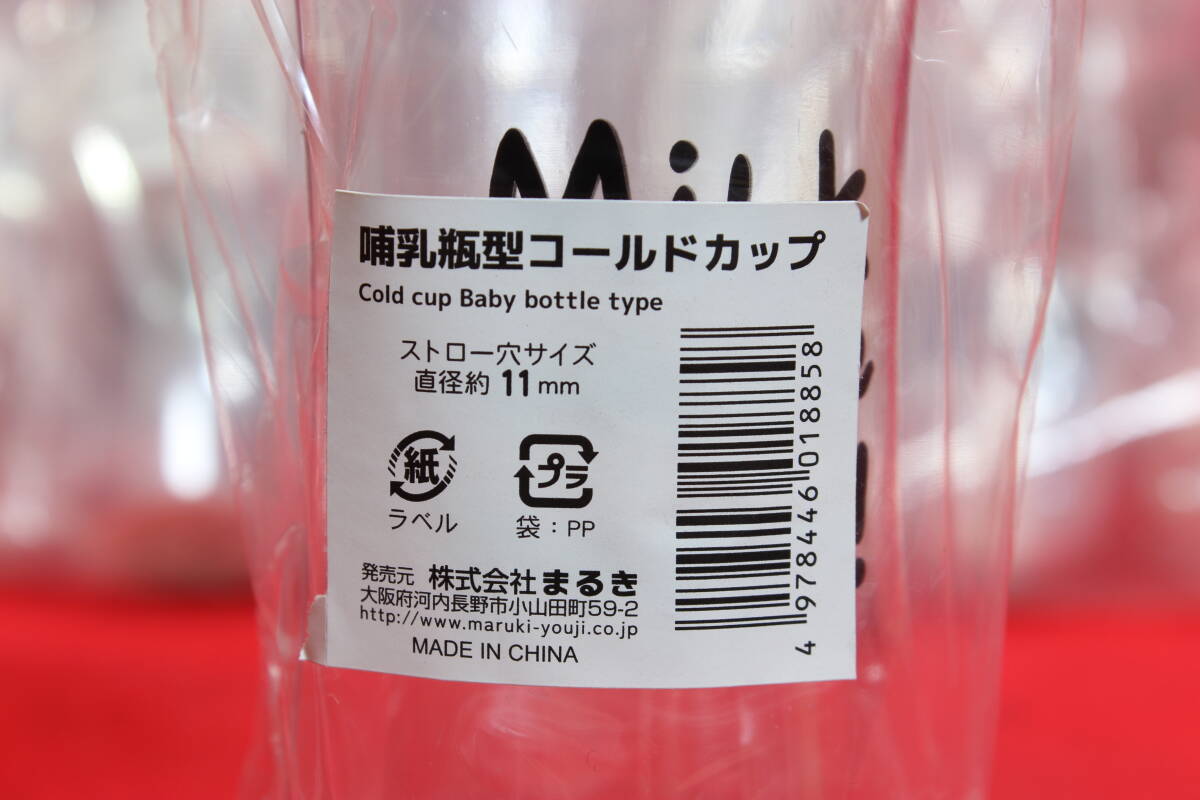 Milk
哺乳瓶型コールドカップ
Cold cup Baby bottle type
ストロー穴サイズ
直径約 11 mm
紙
ラベル
プラ
袋：PP
発売元 株式会社まるき
大阪府河内長野市小山田町59-2
http://www.maruki-youji.co.jp
MADE IN CHINA
4 978446 018858